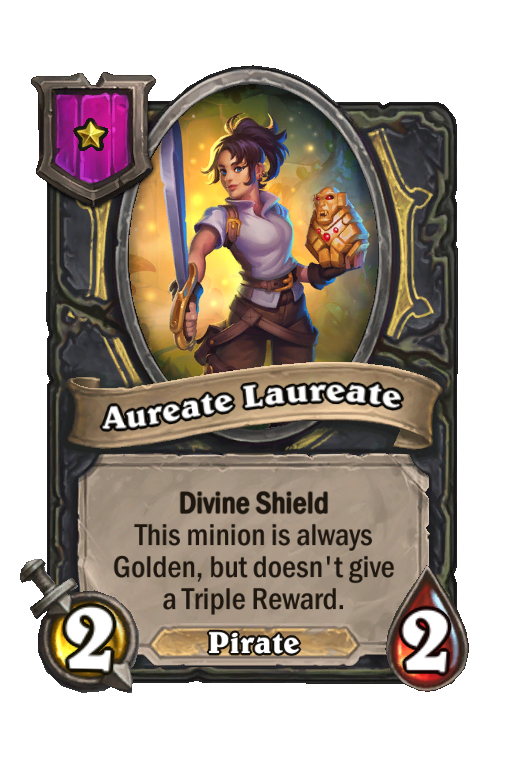 Aureate Laureate
Divine Shield
This minion is always
Golden, but doesn't give
a Triple Reward.
2
Pirate
2